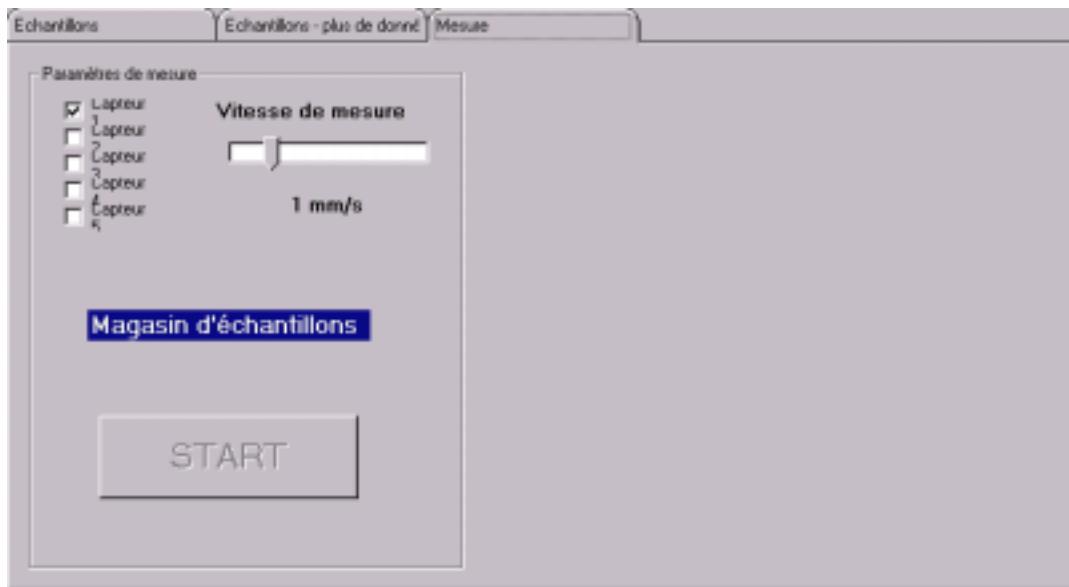 Echantillons
Echantillons - plus de donné
Mesure
Paramètres de mesure
Capteur
1
Capteur
2
Capteur
3
Capteur
4
Capteur
5
Vitesse de mesure
1 mm/s
Magasin d'échantillons
START